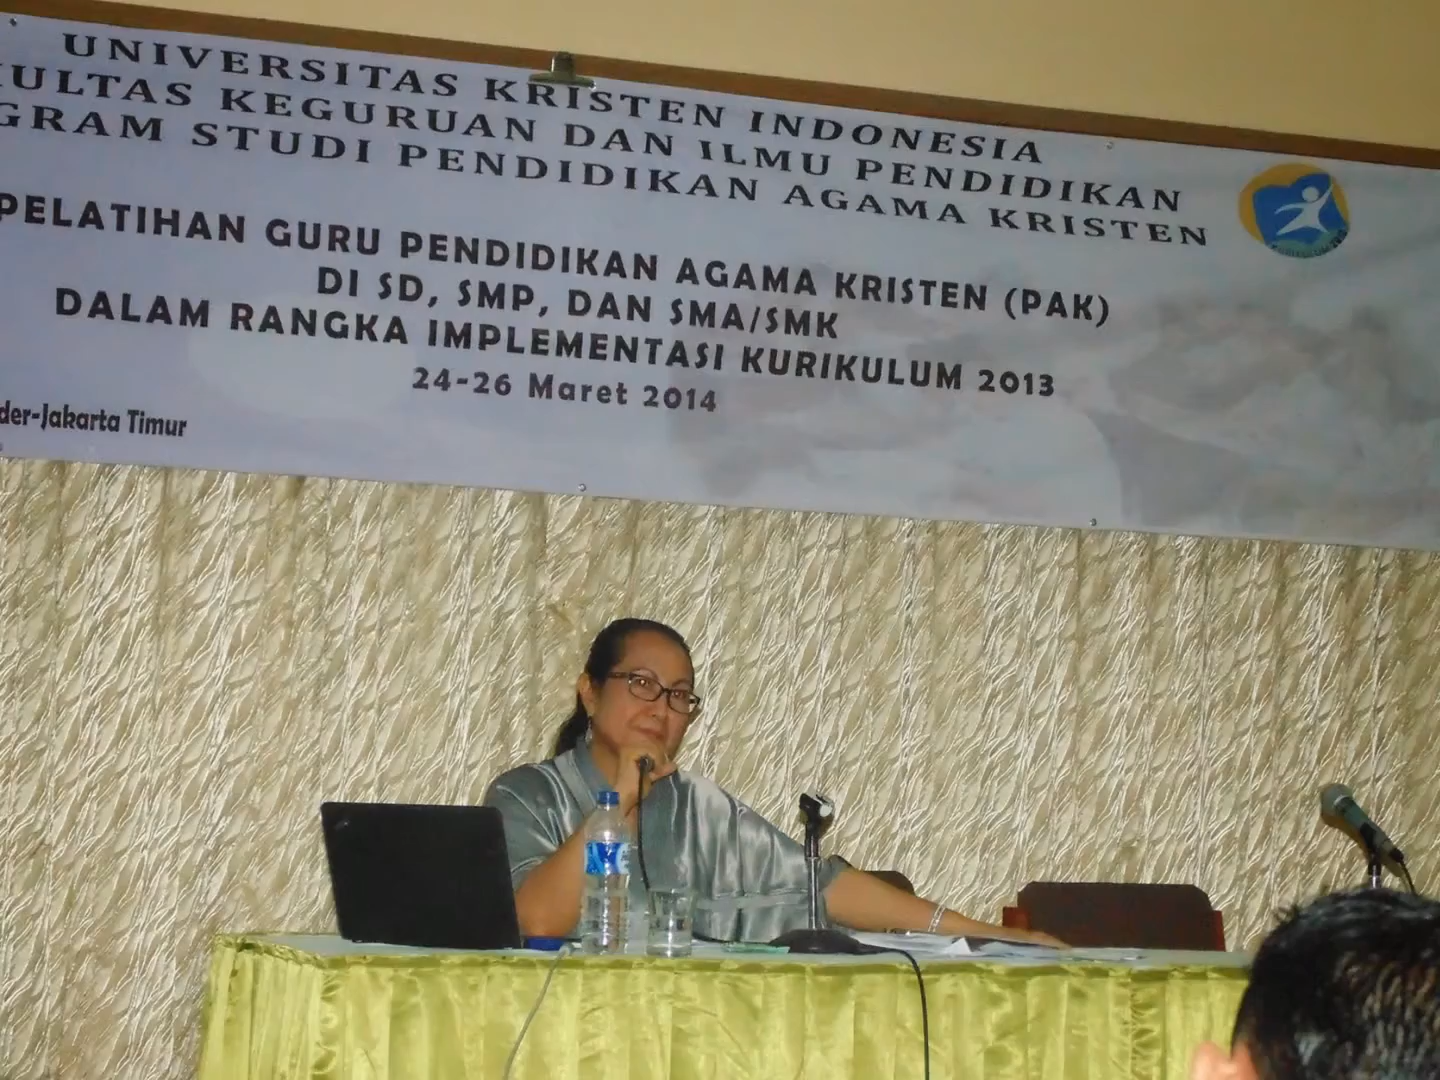 UNIVERSITAS KRISTEN INDONESIA
KULTAS KEGURUAN DAN ILMU PENDIDIKAN
GRAM STUDI PENDIDIKAN AGAMA KRISTEN
PELATIHAN GURU PENDIDIKAN AGAMA KRISTEN (PAK)
DI SD, SMP, DAN SMA/SMK
DALAM RANGKA IMPLEMENTASI KURIKULUM 2013
24-26 Maret 2014
der-Jakarta Timur